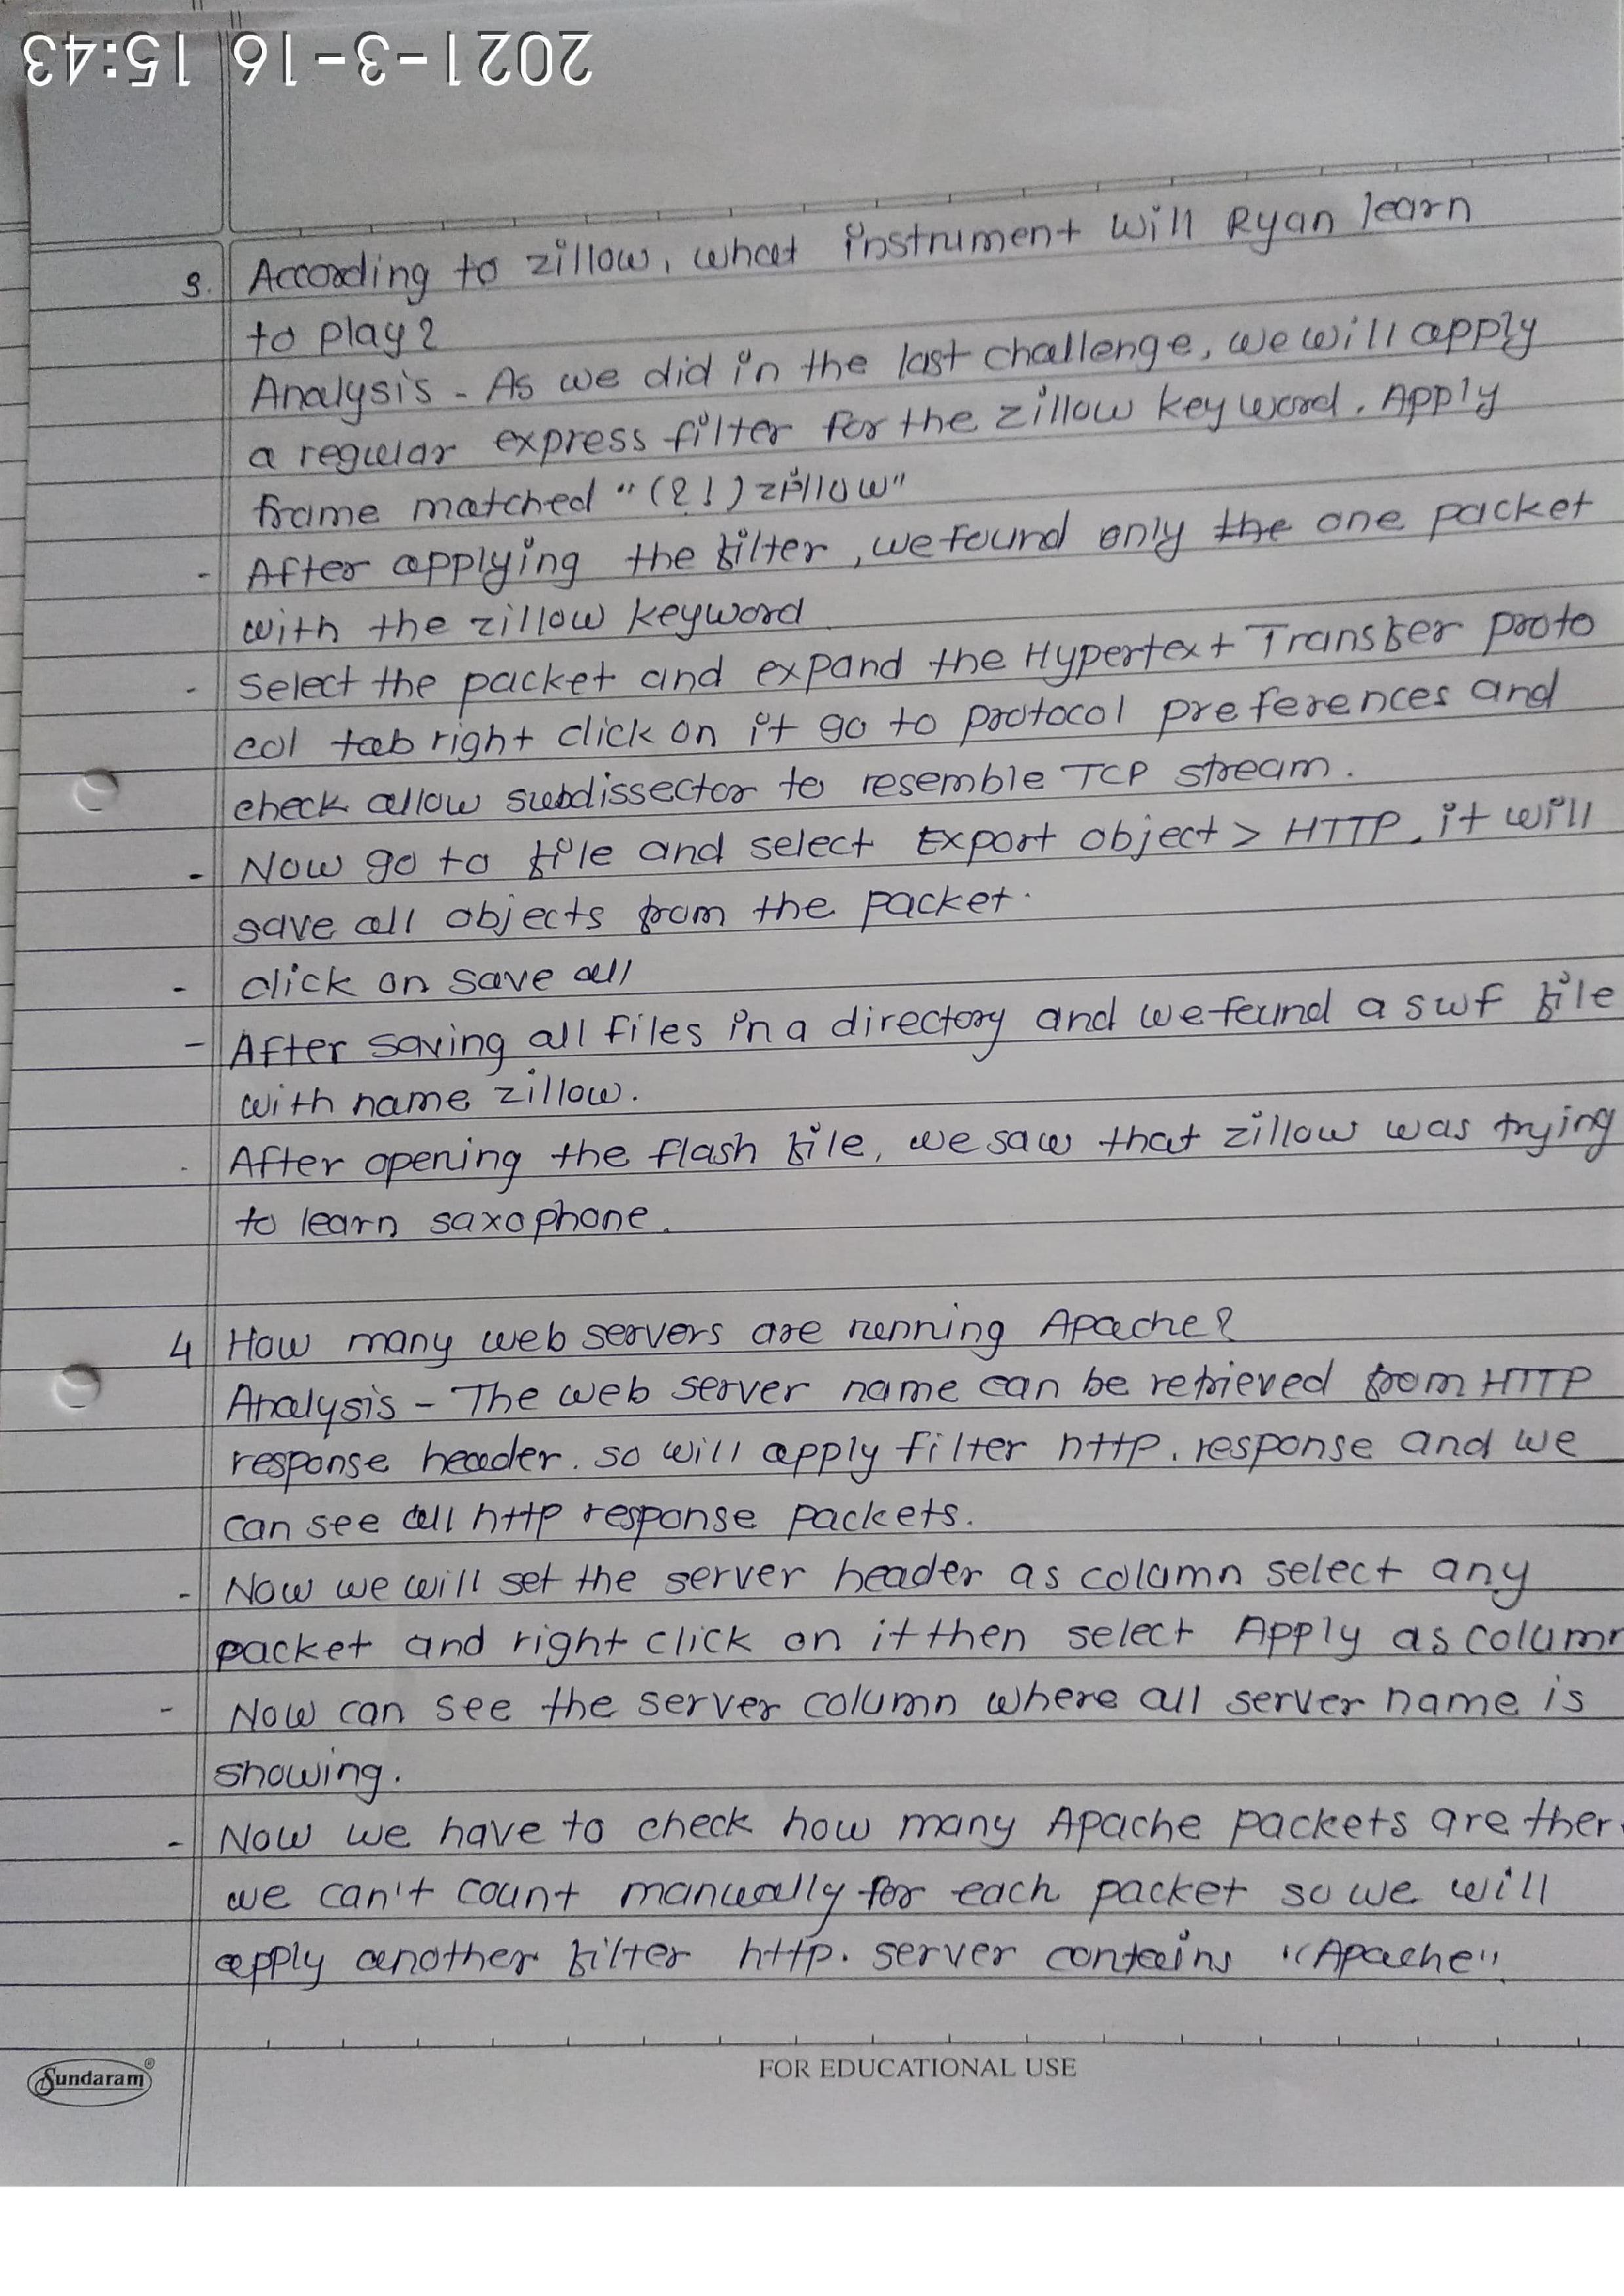 2021-3-16 15:43
3. According to zillow, what instrument will Ryan learn
to play?
Analysis - As we did in the last challenge, we will apply
a regular express filter for the zillow keyword. Apply
frame matched "(?!) zillow"
- After applying the filter, we found only the one packet
with the zillow keyword
- Select the packet and expand the Hypertext Transfer proto
col tab right click on it go to protocol preferences and
check allow subdissector to resemble TCP stream.
- Now go to file and select Export object > HTTP, it will
save all objects from the packet.
- click on save all
- After saving all files in a directory and we found a swf file
with name zillow.
- After opening the flash file, we saw that zillow was trying
to learn saxophone.
4 How many web servers are running Apache?
Analysis - The web server name can be retrieved from HTTP
response header. so will apply filter http.response and we
can see all http response packets.
- Now we will set the server header as column select any
packet and right click on it then select Apply as column
- Now can see the server column where all server name is
showing.
- Now we have to check how many Apache packets are ther
we can't count manually for each packet so we will
apply another filter http.server contains "Apache".
Sundaram®
FOR EDUCATIONAL USE